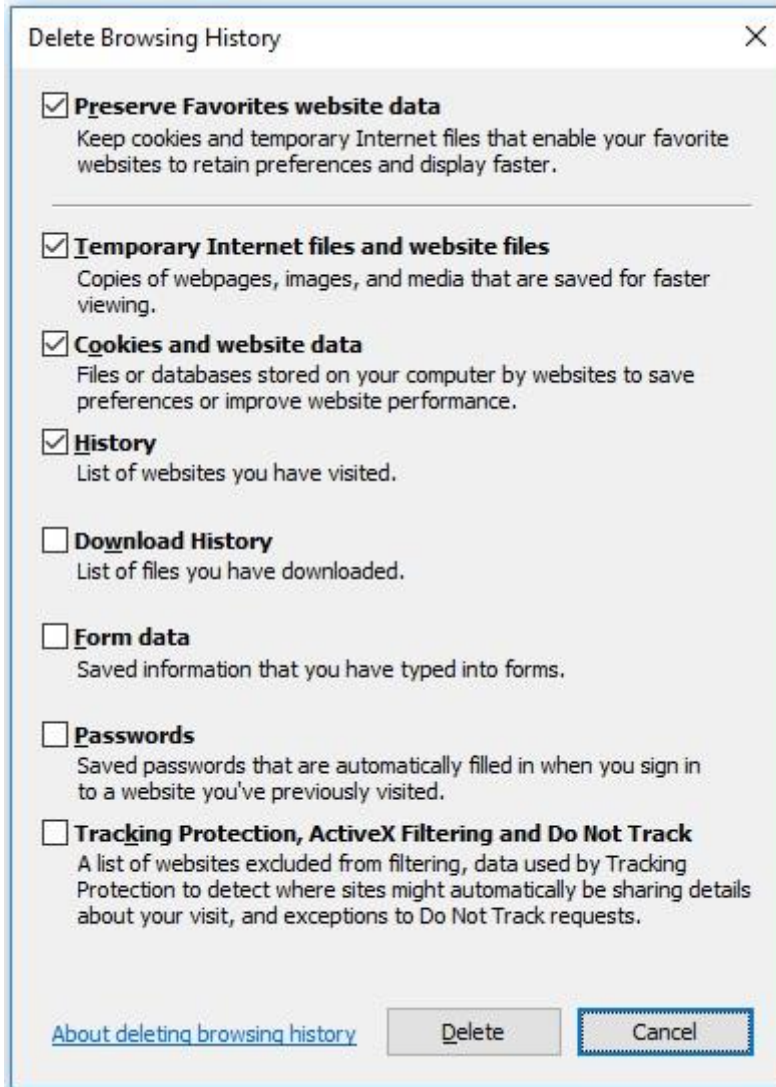 Delete Browsing History
Preserve Favorites website data
Keep cookies and temporary Internet files that enable your favorite
websites to retain preferences and display faster.
Temporary Internet files and website files
Copies of webpages, images, and media that are saved for faster
viewing.
Cookies and website data
Files or databases stored on your computer by websites to save
preferences or improve website performance.
History
List of websites you have visited.
Download History
List of files you have downloaded.
Form data
Saved information that you have typed into forms.
Passwords
Saved passwords that are automatically filled in when you sign in
to a website you've previously visited.
Tracking Protection, ActiveX Filtering and Do Not Track
A list of websites excluded from filtering, data used by Tracking
Protection to detect where sites might automatically be sharing details
about your visit, and exceptions to Do Not Track requests.
About deleting browsing history Delete Cancel